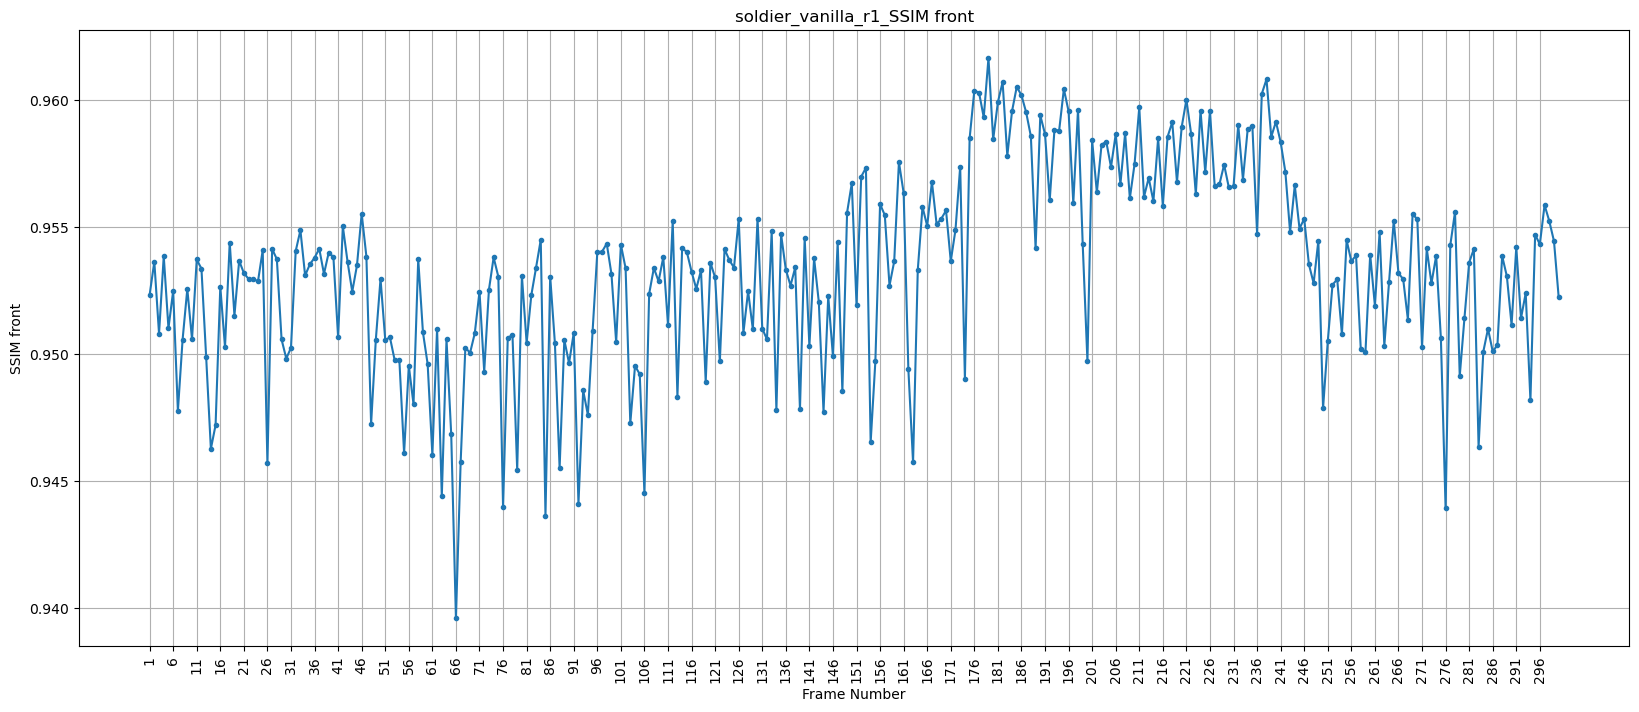 soldier_vanilla_r1_SSIM front
SSIM front
0.960
0.955
0.950
0.945
0.940
1 6 11 16 21 26 31 36 41 46 51 56 61 66 71 76 81 86 91 96 101 106 111 116 121 126 131 136 141 146 151 156 161 166 171 176 181 186 191 196 201 206 211 216 221 226 231 236 241 246 251 256 261 266 271 276 281 286 291 296
Frame Number